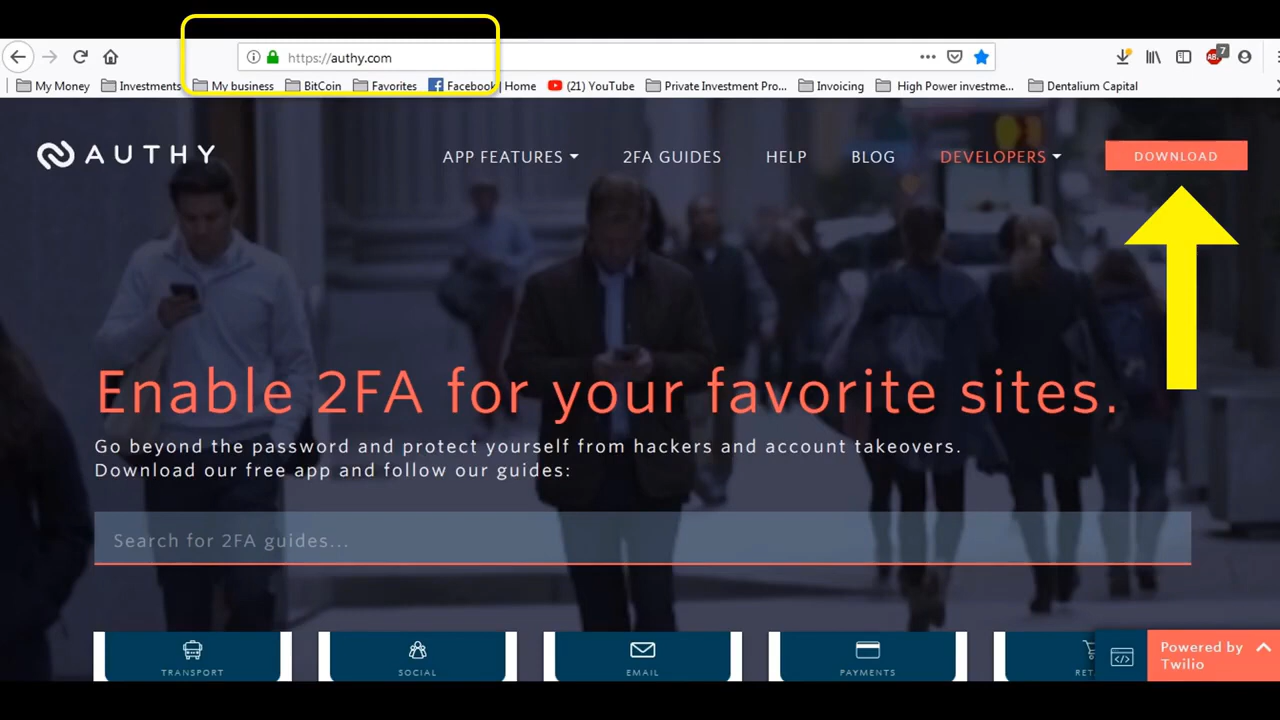 https://authy.com
7
My Money Investments My business BitCoin Favorites Facebook Home (21) YouTube Private Investment Pro... Invoicing High Power investme... Dentalium Capital
AUTHY APP FEATURES 2FA GUIDES HELP BLOG DEVELOPERS DOWNLOAD
Enable 2FA for your favorite sites.
Go beyond the password and protect yourself from hackers and account takeovers.
Download our free app and follow our guides:
Search for 2FA guides...
TRANSPORT SOCIAL EMAIL PAYMENTS
Powered by
Twilio